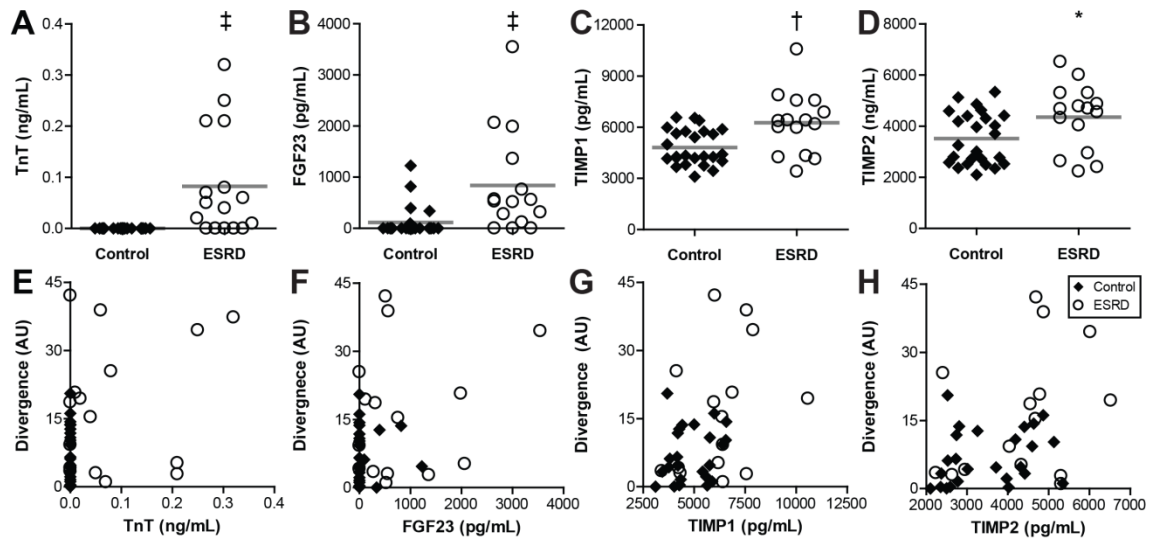 A
TnT (ng/mL)
0.4
0.3
0.2
0.1
0.0
‡
Control ESRD
B
FGF23 (pg/mL)
4000
3000
2000
1000
0
‡
Control ESRD
C
TIMP1 (pg/mL)
12000
9000
6000
3000
0
†
Control ESRD
D
TIMP2 (pg/mL)
8000
6000
4000
2000
0
*
Control ESRD
E
Divergence (AU)
45
30
15
0
0.0 0.1 0.2 0.3 0.4
TnT (ng/mL)
F
Divergnece (AU)
45
30
15
0
0 1000 2000 3000 4000
FGF23 (pg/mL)
G
Divergence (AU)
45
30
15
0
2500 5000 7500 10000 12500
TIMP1 (pg/mL)
H
Divergence (AU)
45
30
15
0
2000 3000 4000 5000 6000 7000
TIMP2 (pg/mL)
Control
ESRD